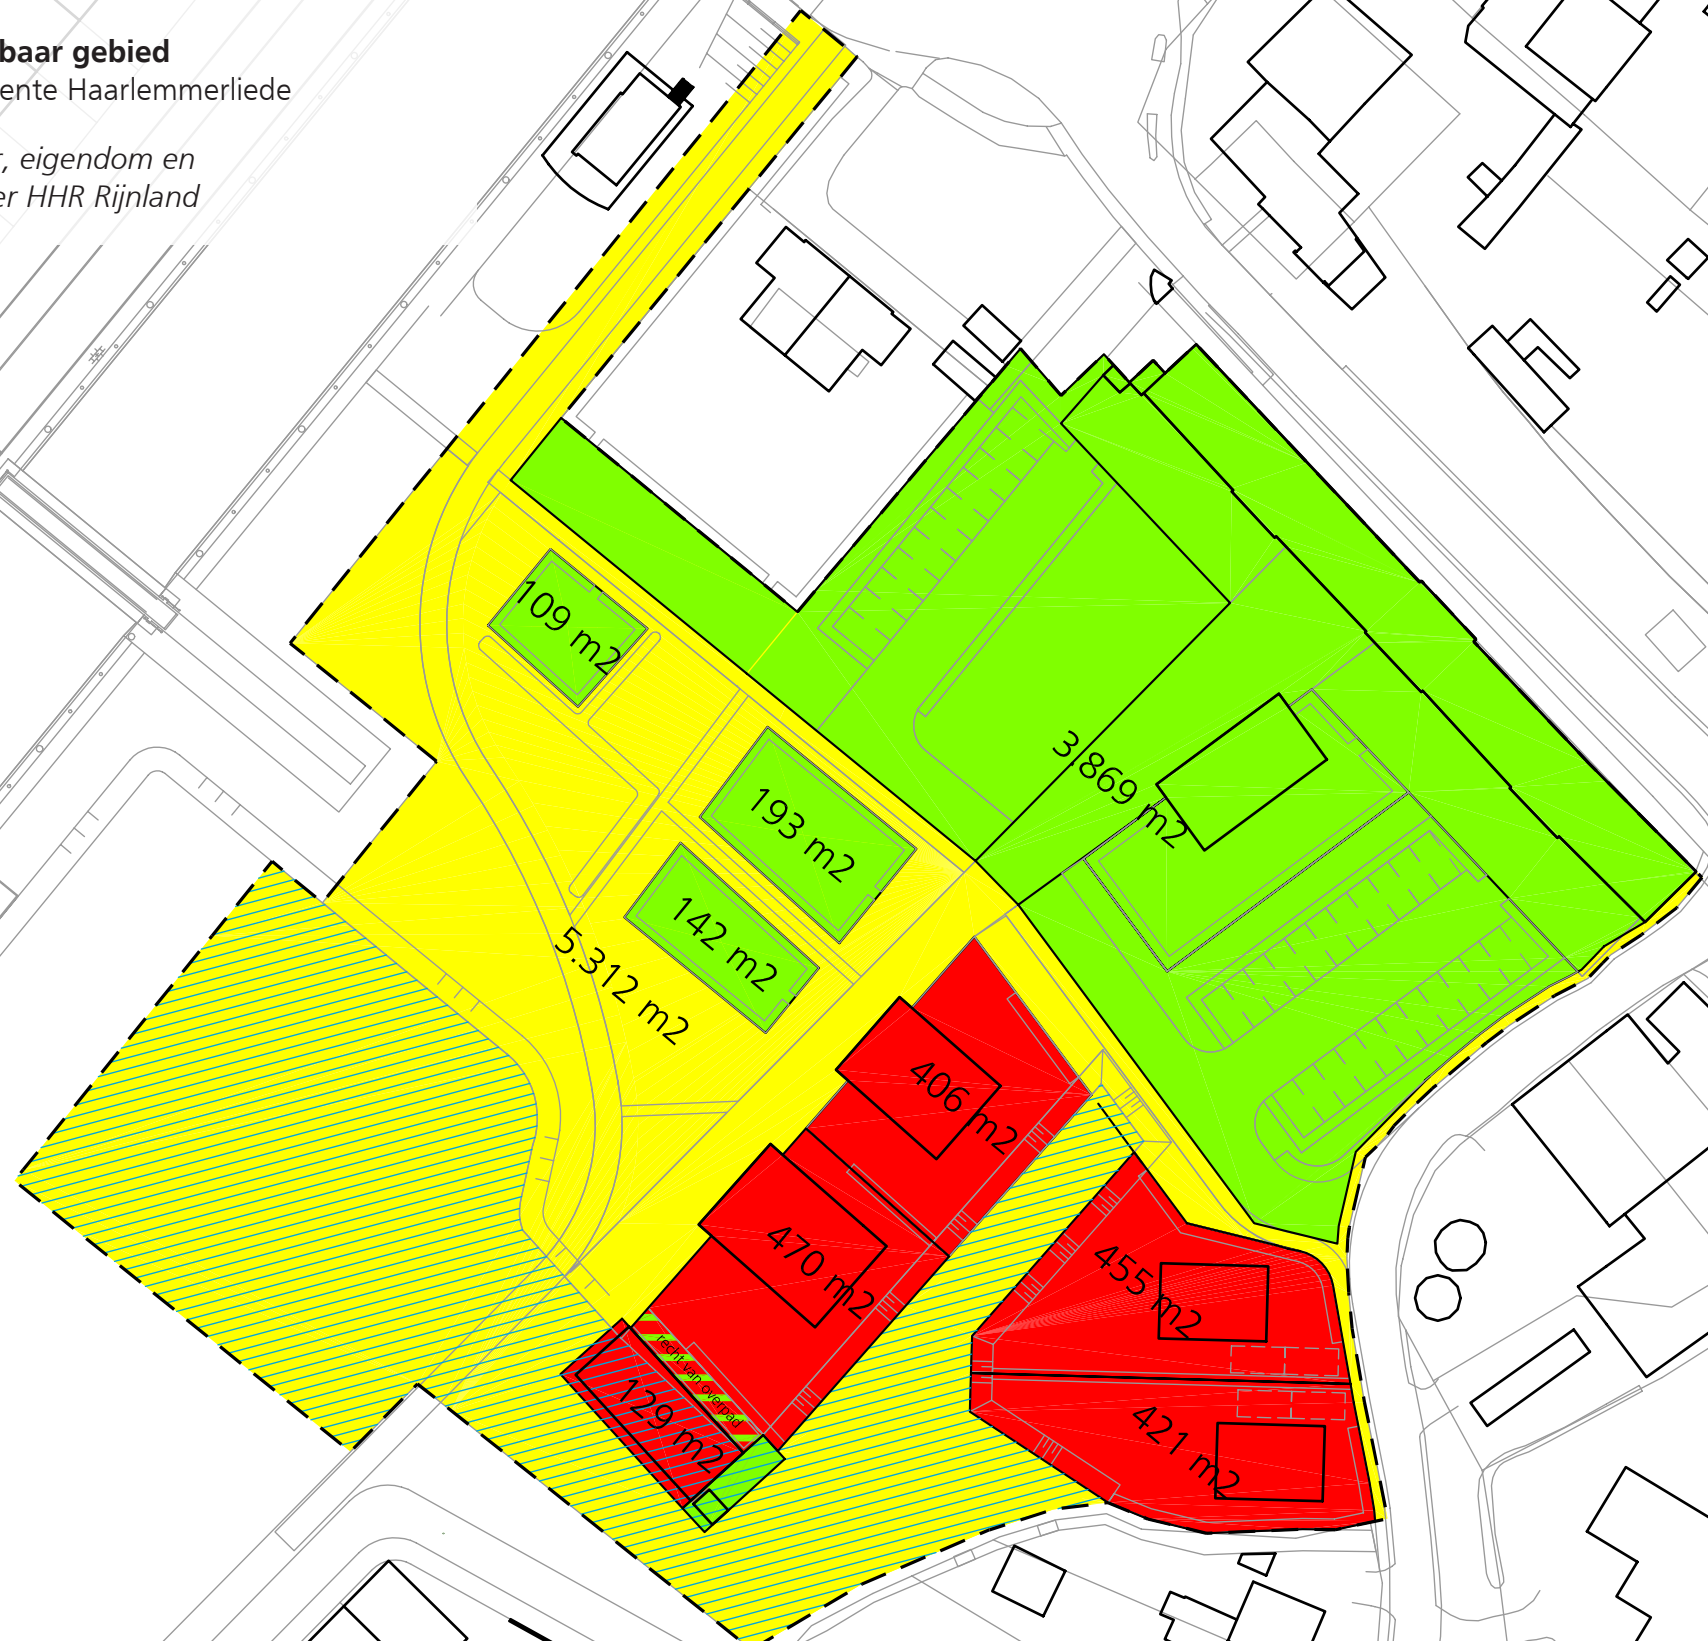 baar gebied
ente Haarlemmerliede
, eigendom en
er HHR Rijnland
109 m2
193 m2
142 m2
5.312 m2
3.869 m2
406 m2
470 m2
recht van overpad
129 m2
455 m2
421 m2